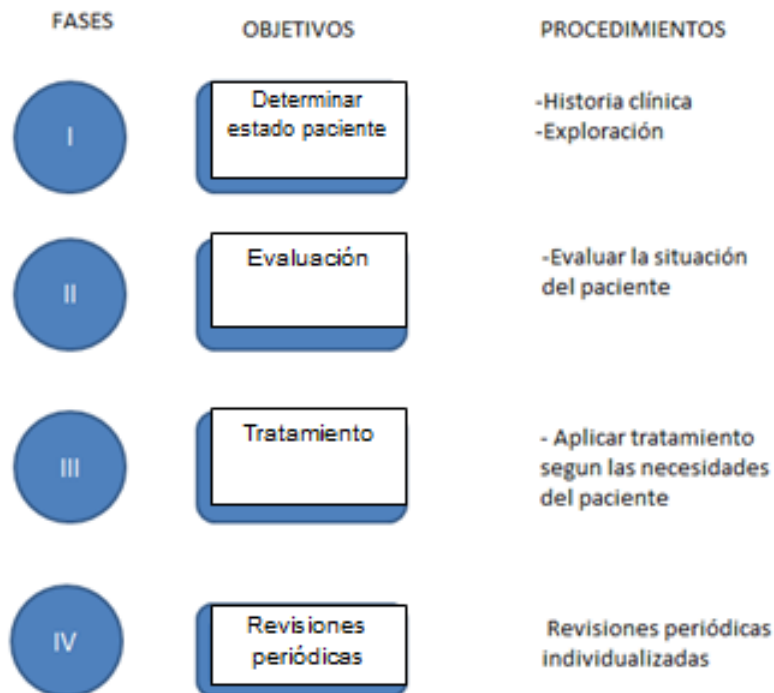 FASES
OBJETIVOS
PROCEDIMIENTOS
I
Determinar
estado paciente
-Historia clínica
-Exploración
II
Evaluación
-Evaluar la situación
del paciente
III
Tratamiento
- Aplicar tratamiento
segun las necesidades
del paciente
IV
Revisiones
periódicas
Revisiones periódicas
individualizadas